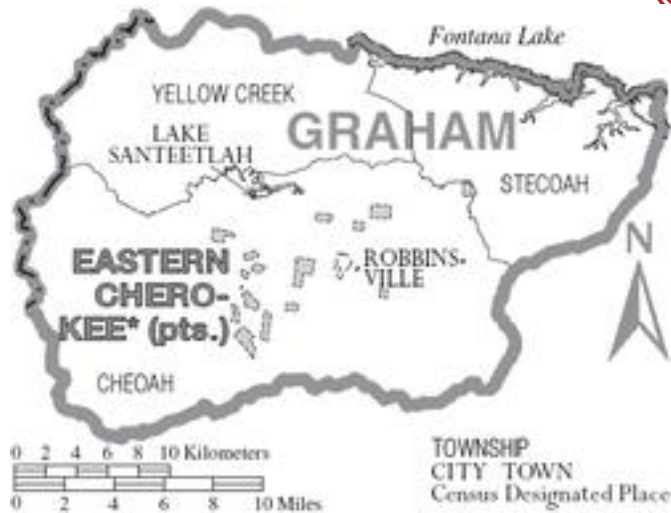 Fontana Lake
YELLOW CREEK
LAKE
SANTEETLAH
GRAHAM
STECOAH
EASTERN
CHERO-
KEE* (pts.)
ROBBINS-
VILLE
CHEOAH
N
0 2 4 6 8 10 Kilometers
0 2 4 6 8 10 Miles
TOWNSHIP
CITY TOWN
Census Designated Place